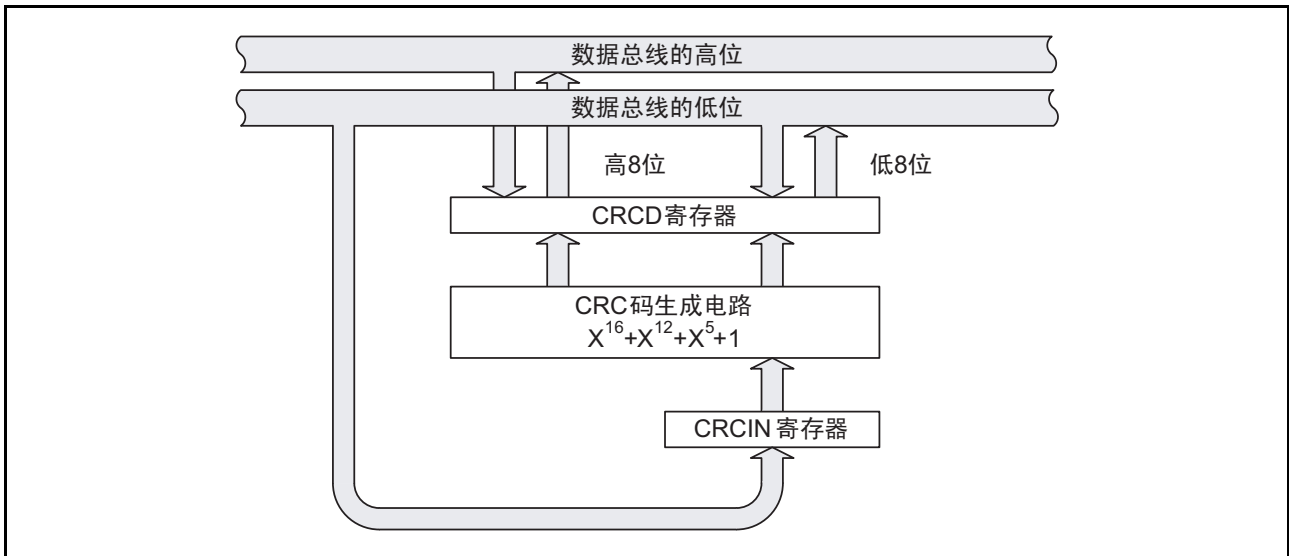 数据总线的高位
数据总线的低位
高8位
低8位
CRCD寄存器
CRC码生成电路
X¹⁶+X¹²+X⁵+1
CRCIN 寄存器